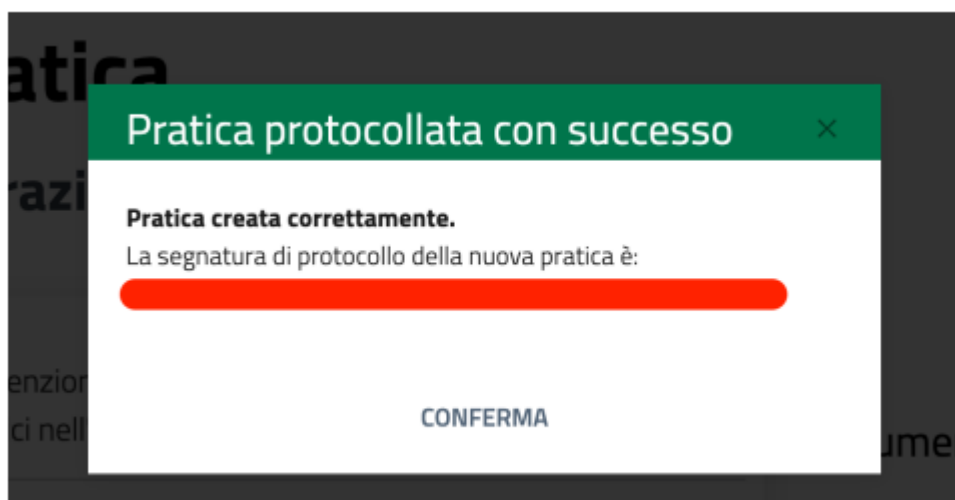 Pratica protocollata con successo
Pratica creata correttamente.
La segnatura di protocollo della nuova pratica è:
CONFERMA